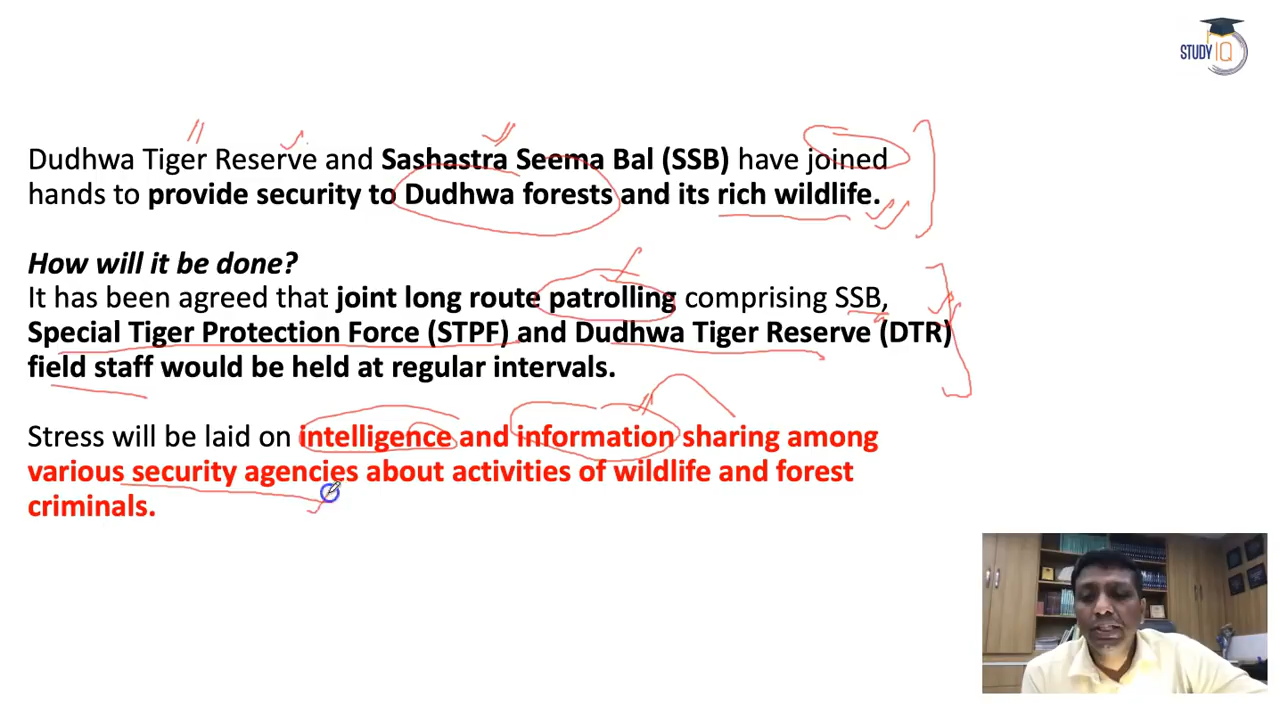 STUDY IQ
Dudhwa Tiger Reserve and Sashastra Seema Bal (SSB) have joined
hands to provide security to Dudhwa forests and its rich wildlife.
How will it be done?
It has been agreed that joint long route patrolling comprising SSB,
Special Tiger Protection Force (STPF) and Dudhwa Tiger Reserve (DTR)
field staff would be held at regular intervals.
Stress will be laid on intelligence and information sharing among
various security agencies about activities of wildlife and forest
criminals.